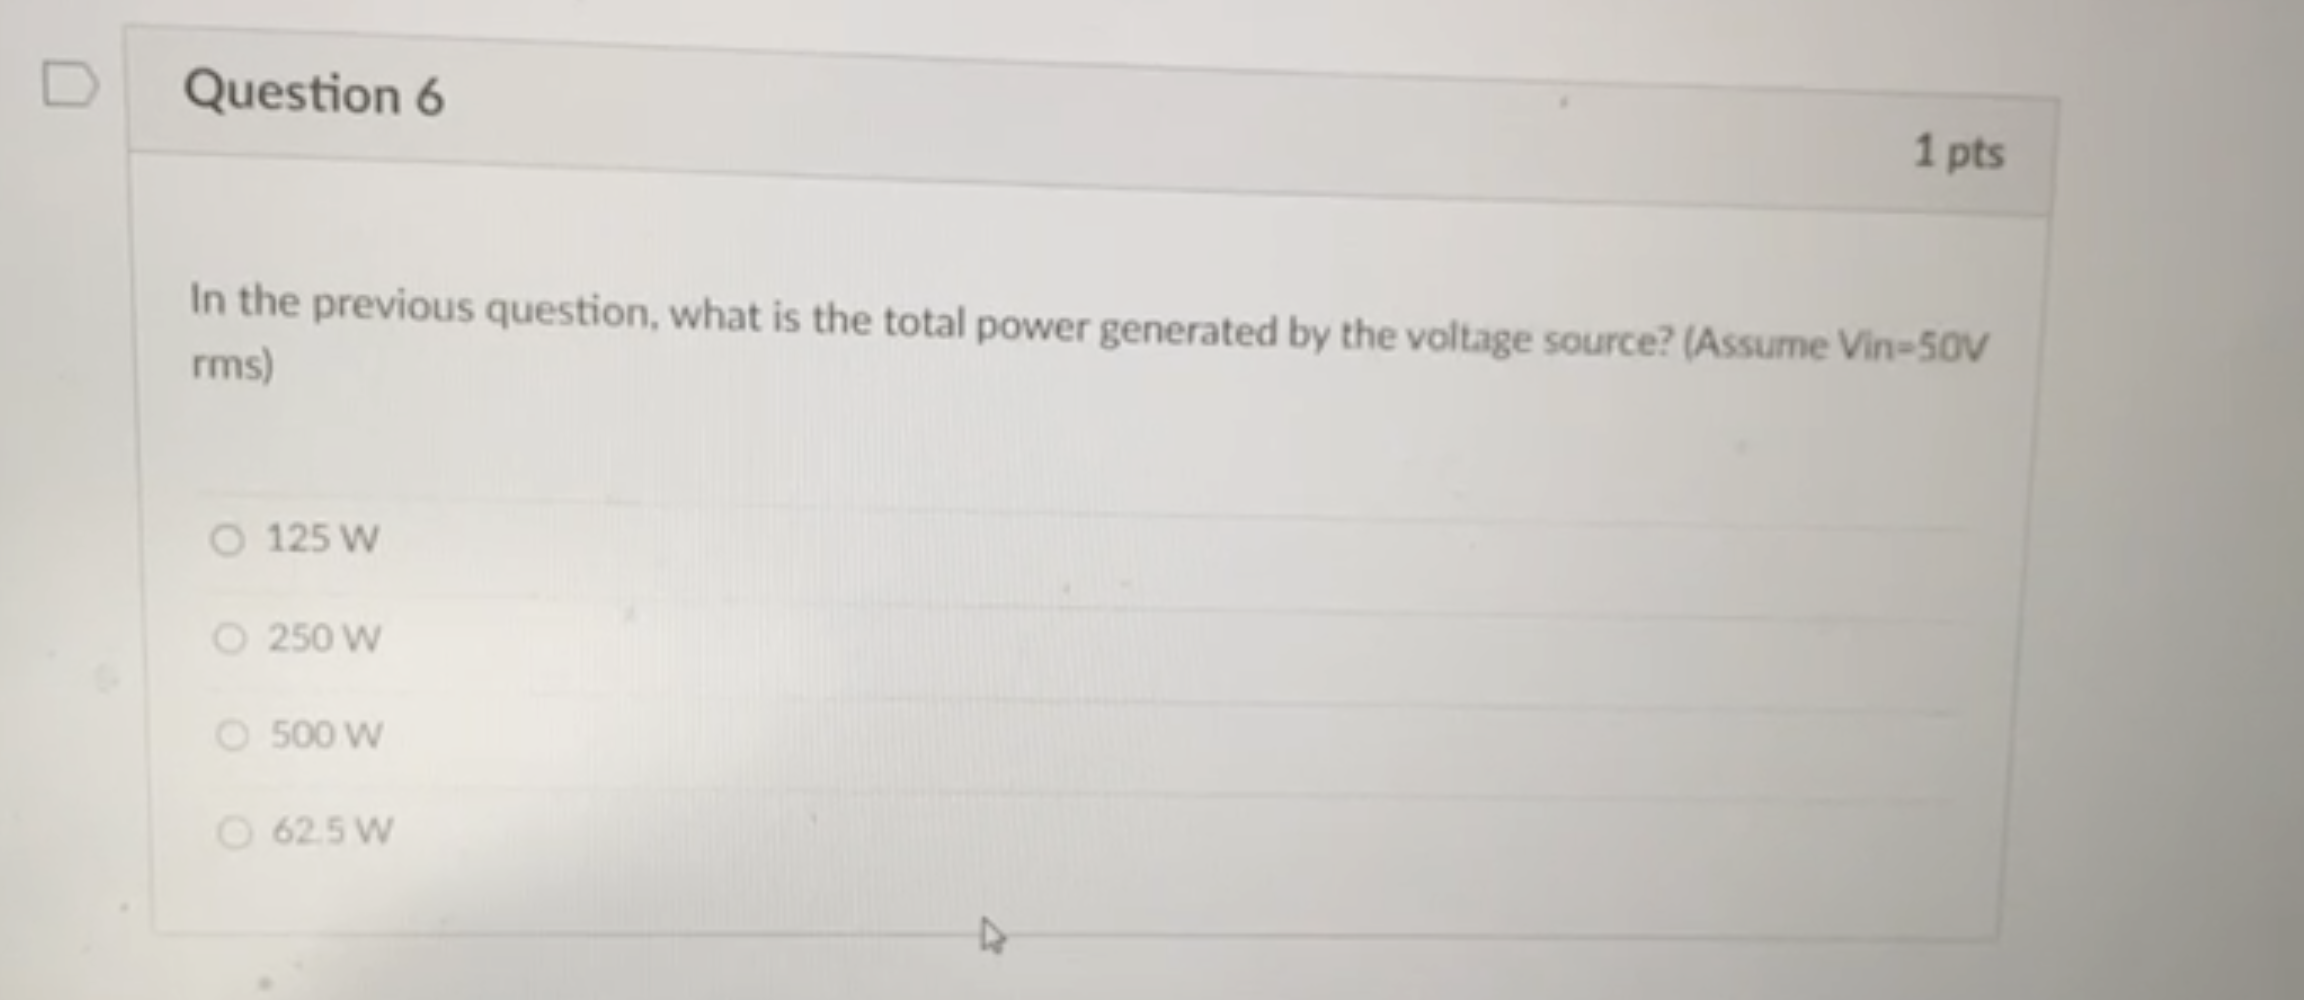 Question 6
1 pts
In the previous question, what is the total power generated by the voltage source? (Assume Vin=50V
rms)
125 W
250 W
500 W
62.5 W